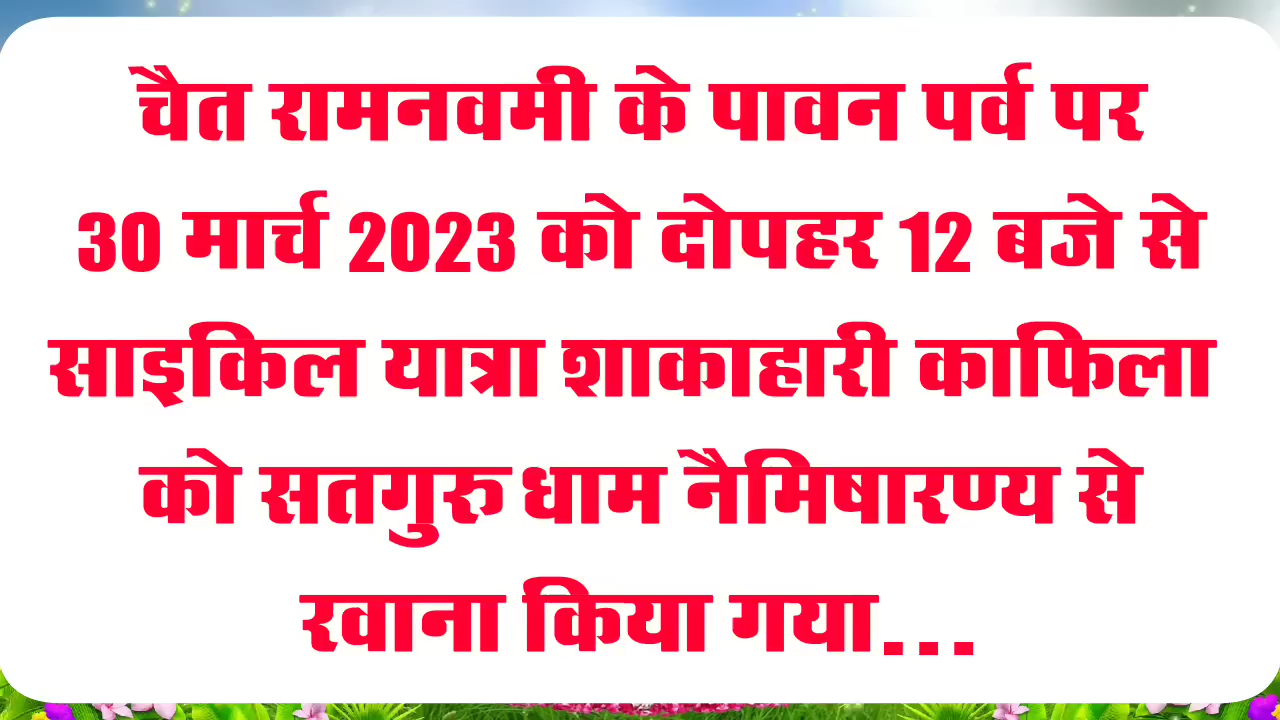 चैत रामनवमी के पावन पर्व पर
30 मार्च 2023 को दोपहर 12 बजे से
साइकिल यात्रा शाकाहारी काफिला
को सतगुरु धाम नैमिषारण्य से
रवाना किया गया...